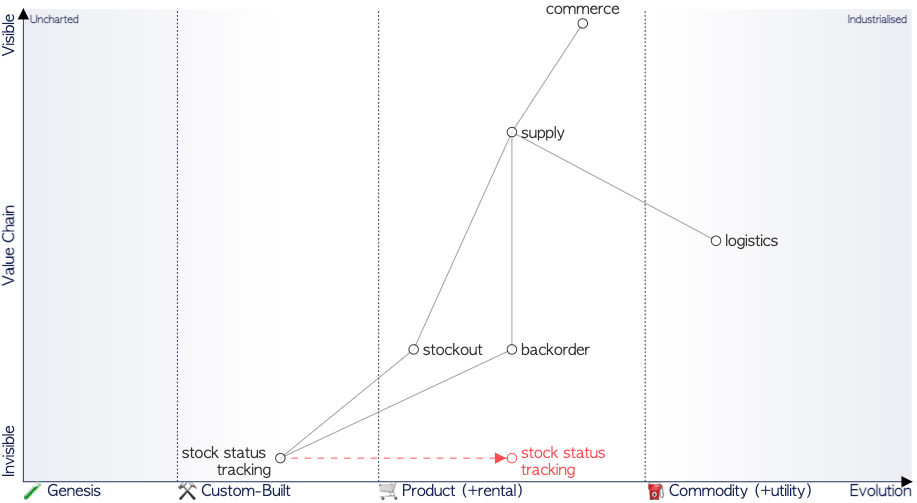 commerce
Uncharted
Industrialised
Visible
supply
Value Chain
logistics
stockout
backorder
Invisible
stock status
tracking
stock status
tracking
Genesis
Custom-Built
Product (+rental)
Commodity (+utility)
Evolution